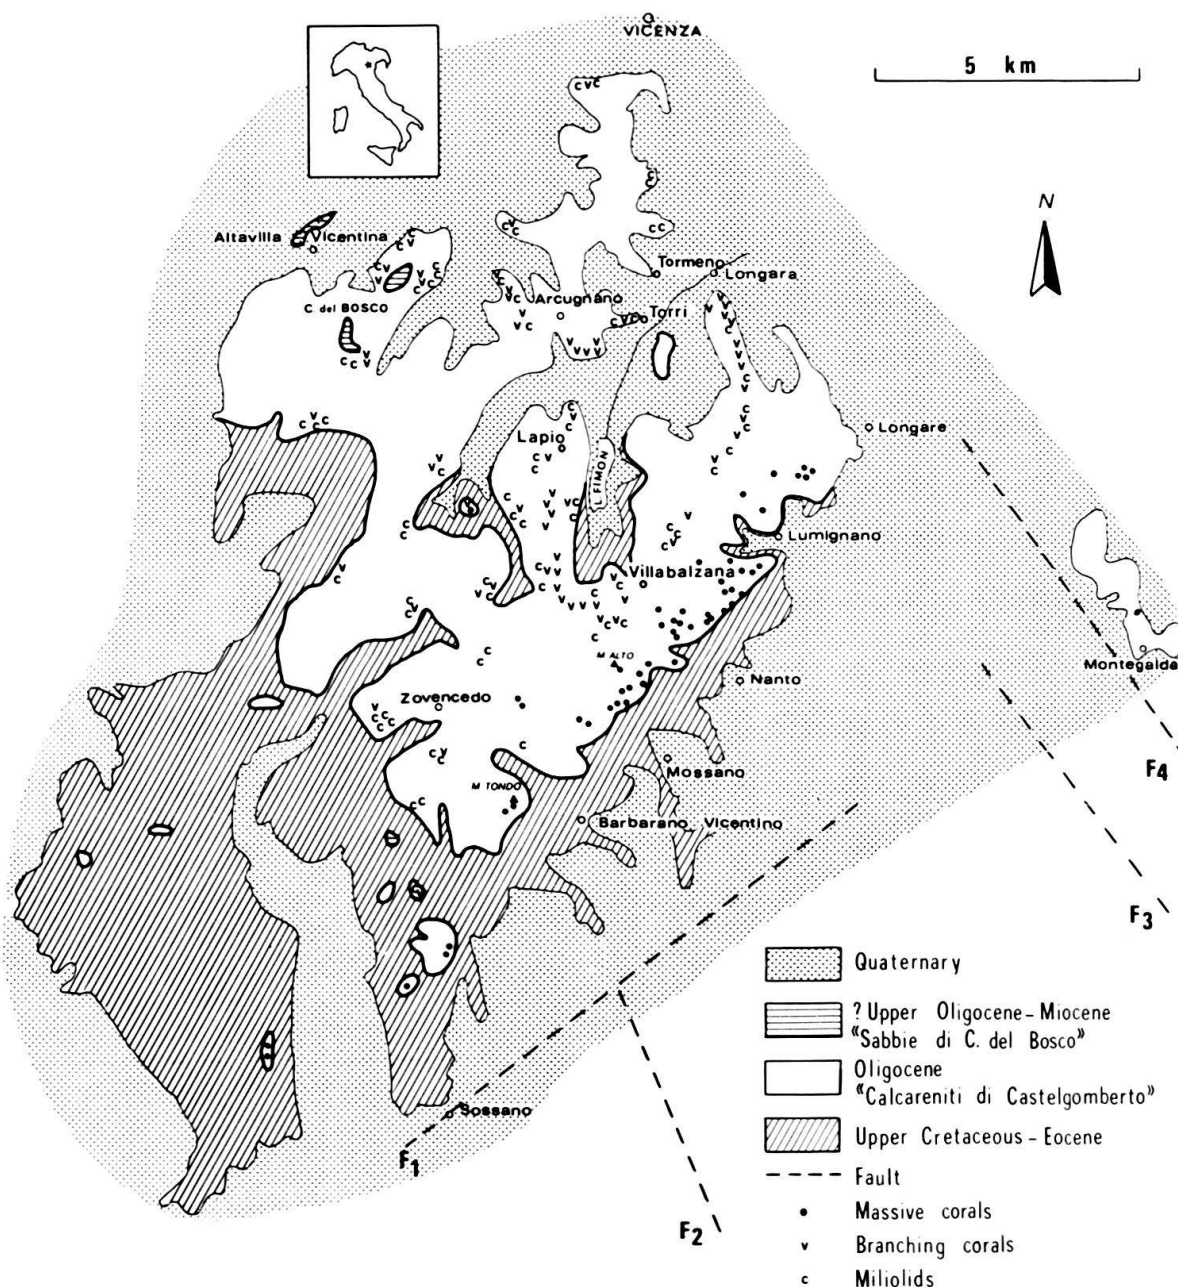 VICENZA
5 km
N
Altavilla Vicentina
Tormeno
Longara
C. del BOSCO
Arcugnano
Torri
Lapio
L. FIMON
Longare
Lumignano
Villabalzana
M. ALTO
Montegalda
Nanto
Zovencedo
Mossano
M. TONDO
Barbarano Vicentino
Sossano
F1
F2
F3
F4
Quaternary
? Upper Oligocene-Miocene
«Sabbie di C. del Bosco»
Oligocene
«Calcareniti di Castelgomberto»
Upper Cretaceous-Eocene
Fault
• Massive corals
v Branching corals
c Miliolids